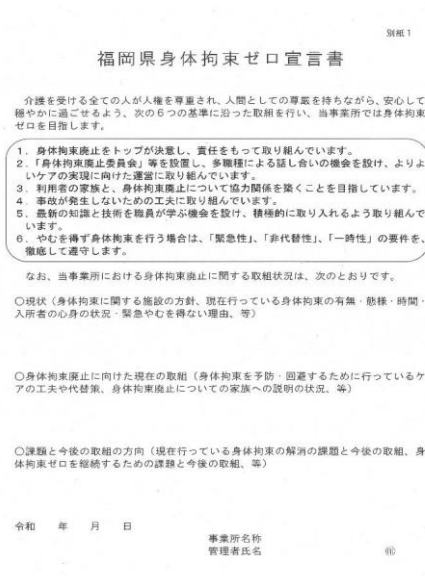 別紙1
福岡県身体拘束ゼロ宣言書
介護を受ける全ての人が人権を尊重され、人間としての尊厳を持ちながら、安心して
穏やかに過ごせるよう、次の6つの基準に沿った取組を行い、当事業所では身体拘束
ゼロを目指します。
1．身体拘束廃止をトップが決意し、責任をもって取り組んでいます。
2．「身体拘束廃止委員会」等を設置し、多職種による話し合いの機会を設け、よりよ
いケアの実現に向けた運営に取り組んでいます。
3．利用者の家族と、身体拘束廃止について協力関係を築くことを目指しています。
4．事故が発生しないための工夫に取り組んでいます。
5．最新の知識と技術を職員が学ぶ機会を設け、積極的に取り入れるよう取り組んで
います。
6．やむを得ず身体拘束を行う場合は、「緊急性」、「非代替性」、「一時性」の要件を、
徹底して遵守します。
なお、当事業所における身体拘束廃止に関する取組状況は、次のとおりです。
〇現状（身体拘束に関する施設の方針、現在行っている身体拘束の有無・態様・時間・
入所者の心身の状況・緊急やむを得ない理由、等）
〇身体拘束廃止に向けた現在の取組（身体拘束を予防・回避するために行っているケ
アの工夫や代替策、身体拘束廃止についての家族への説明の状況、等）
〇課題と今後の取組の方向（現在行っている身体拘束の解消の課題と今後の取組、身
体拘束ゼロを継続するための課題と今後の取組、等）
令和　年　月　日
事業所名称
管理者氏名　㊞